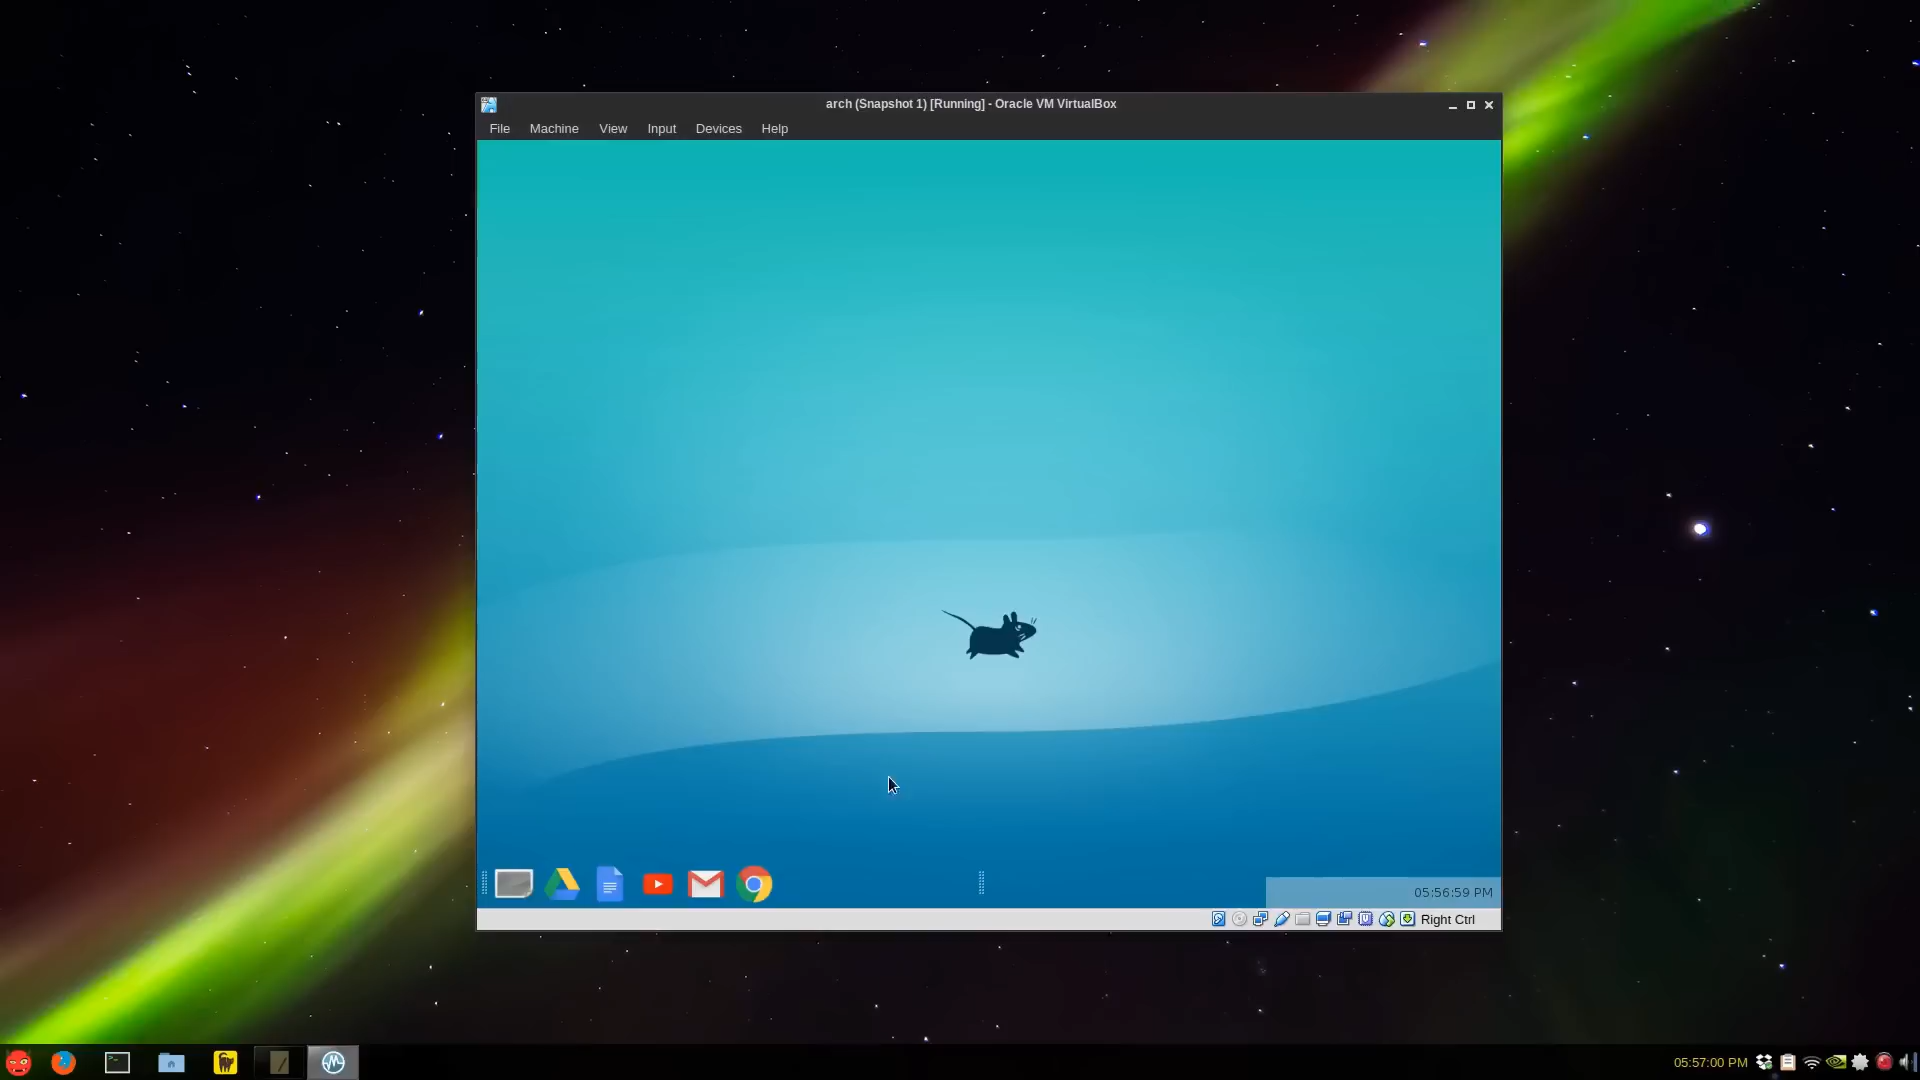 arch (Snapshot 1) [Running] - Oracle VM VirtualBox
File Machine View Input Devices Help
05:56:59 PM
Right Ctrl
05:57:00 PM